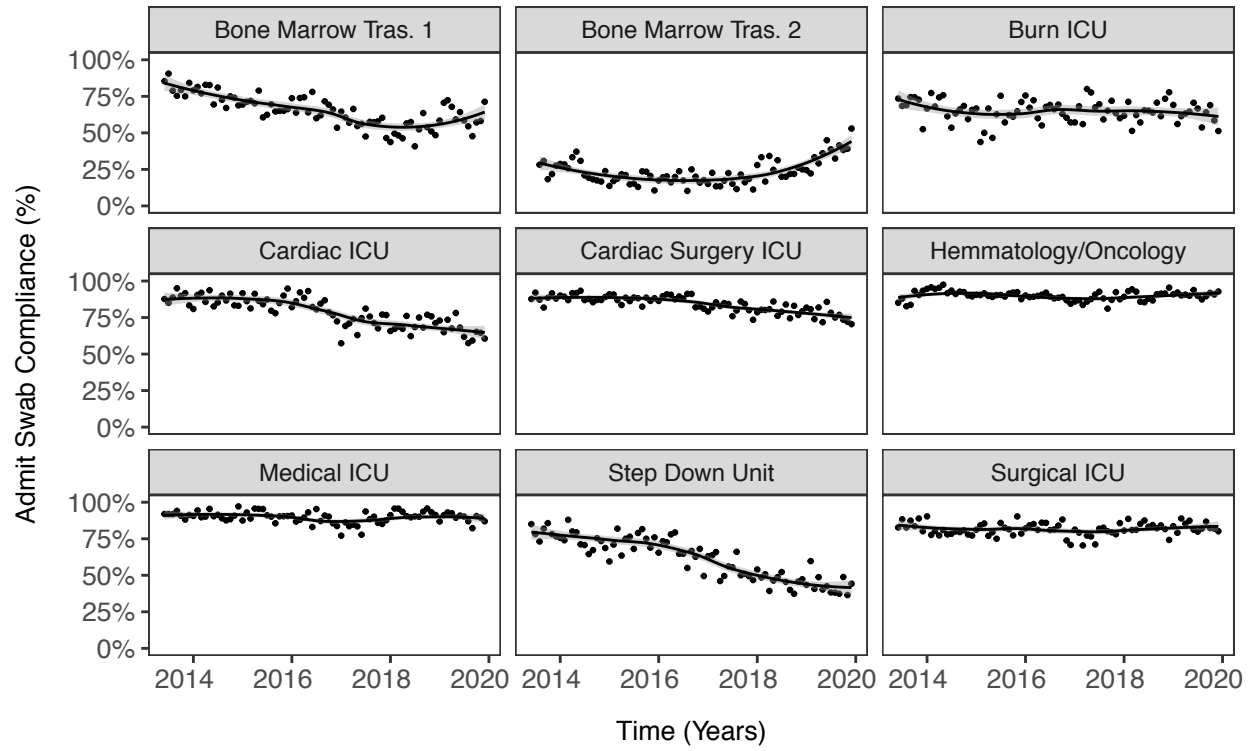 Bone Marrow Tras. 1
Bone Marrow Tras. 2
Burn ICU
100%
75%
50%
25%
0%
Cardiac ICU
Cardiac Surgery ICU
Hemmatology/Oncology
100%
75%
50%
25%
0%
Medical ICU
Step Down Unit
Surgical ICU
100%
75%
50%
25%
0%
2014 2016 2018 2020
2014 2016 2018 2020
2014 2016 2018 2020
Time (Years)
Admit Swab Compliance (%)